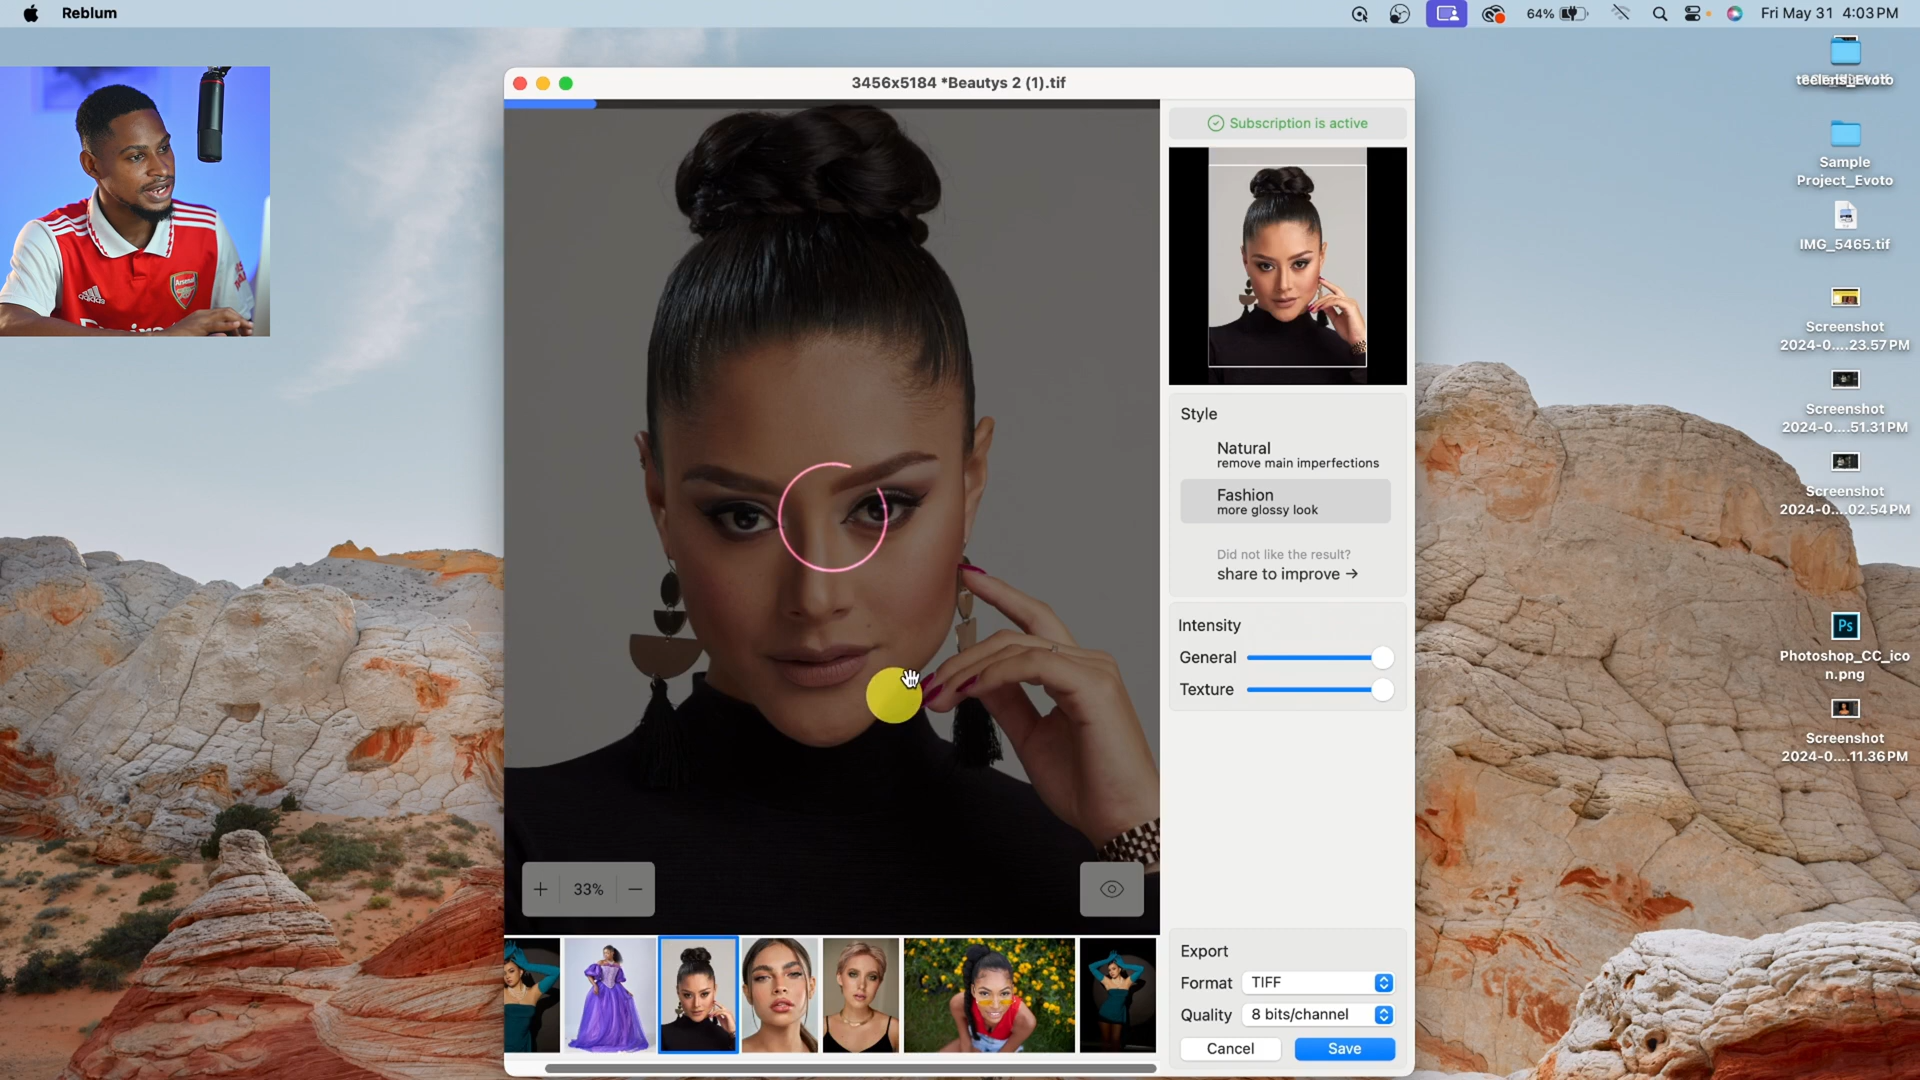 Reblum
64%
Fri May 31 4:03 PM
3456x5184 *Beautys 2 (1).tif
Subscription is active
Style
Natural
remove main imperfections
Fashion
more glossy look
Did not like the result?
share to improve →
Intensity
General
Texture
33%
Export
Format TIFF
Quality 8 bits/channel
Cancel Save
Sample
Project_Evoto
IMG_5465.tif
Screenshot
2024-0....23.57 PM
Screenshot
2024-0....51.31 PM
Screenshot
2024-0....02.54 PM
Ps
Photoshop_CC_ico
n.png
Screenshot
2024-0....11.36 PM
Arsenal